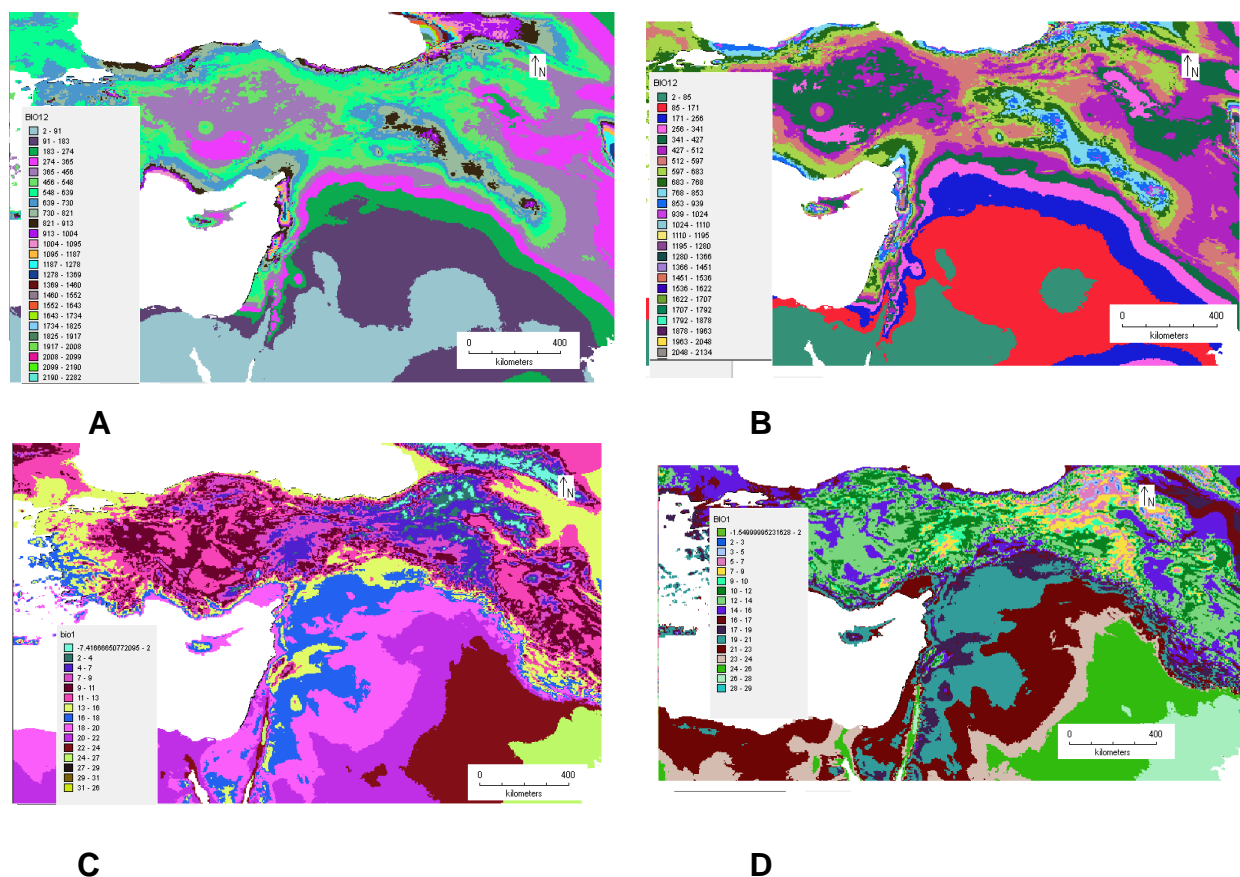 N
BIO12
2 - 91
91 - 183
183 - 274
274 - 365
365 - 456
456 - 548
548 - 639
639 - 730
730 - 821
821 - 913
913 - 1004
1004 - 1095
1095 - 1187
1187 - 1278
1278 - 1369
1369 - 1460
1460 - 1552
1552 - 1643
1643 - 1734
1734 - 1825
1825 - 1917
1917 - 2008
2008 - 2099
2099 - 2190
2190 - 2282
0 400
kilometers
A
N
BIO12
2 - 85
85 - 171
171 - 256
256 - 341
341 - 427
427 - 512
512 - 597
597 - 683
683 - 768
768 - 853
853 - 939
939 - 1024
1024 - 1110
1110 - 1195
1195 - 1280
1280 - 1366
1366 - 1451
1451 - 1536
1536 - 1622
1622 - 1707
1707 - 1792
1792 - 1878
1878 - 1963
1963 - 2048
2048 - 2134
0 400
kilometers
B
N
bio1
-7.41666650772095 - 2
2 - 4
4 - 7
7 - 9
9 - 11
11 - 13
13 - 16
16 - 18
18 - 20
20 - 22
22 - 24
24 - 27
27 - 29
29 - 31
31 - 26
0 400
kilometers
C
N
BIO1
-1.54999995231628 - 2
2 - 3
3 - 5
5 - 7
7 - 9
9 - 10
10 - 12
12 - 14
14 - 16
16 - 17
17 - 19
19 - 21
21 - 23
23 - 24
24 - 26
26 - 28
28 - 29
0 400
kilometers
D